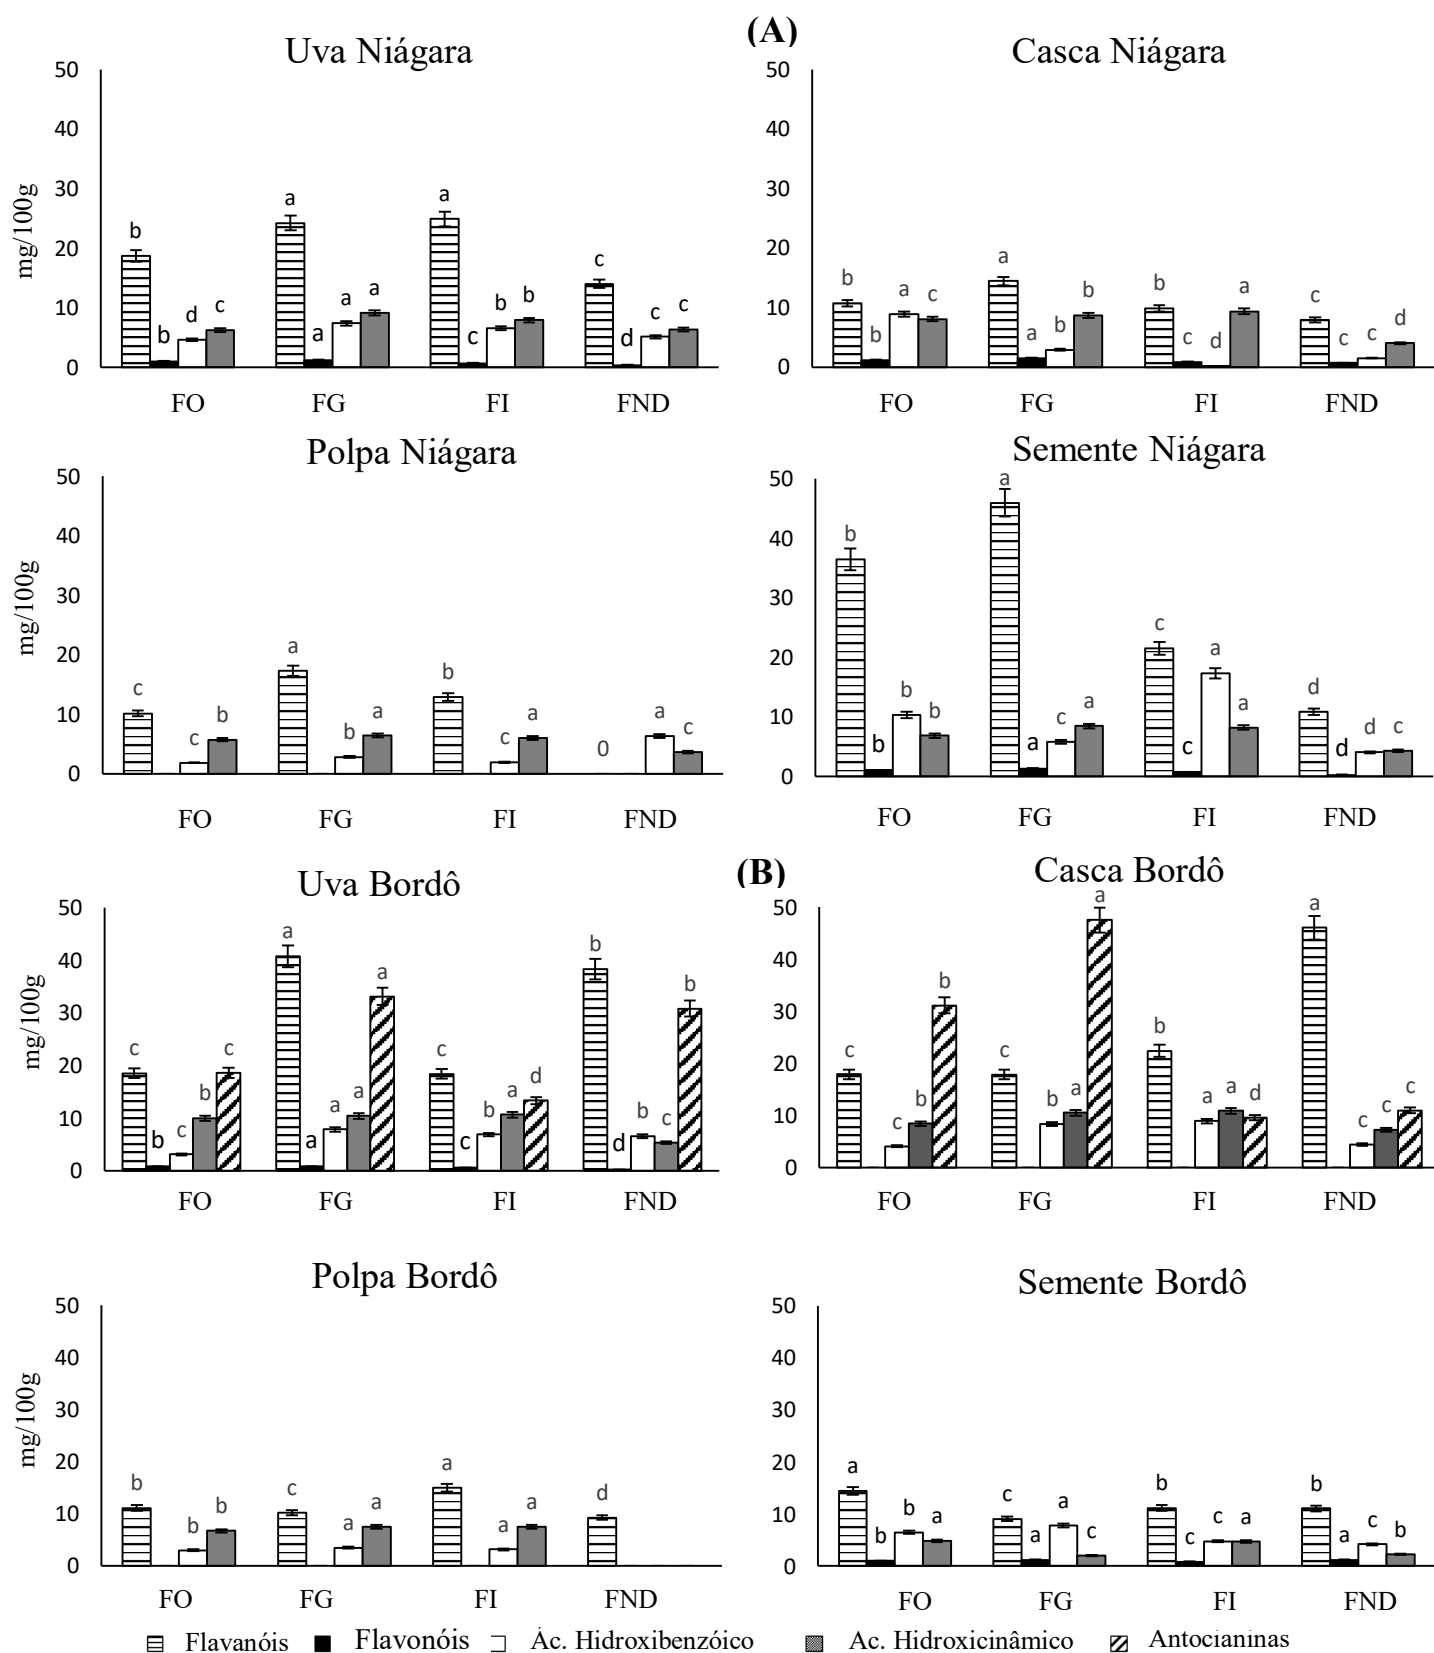 (A)
Uva Niágara
Casca Niágara
50
40
30
20
10
0
mg/100g
b
b
d
c
a
a
a
a
a
c
b
b
c
d
c
c
FO
FG
FI
FND
50
40
30
20
10
0
b
b
a
c
a
a
b
b
b
c
d
a
c
c
c
d
FO
FG
FI
FND
Polpa Niágara
Semente Niágara
50
40
30
20
10
0
mg/100g
c
c
b
a
b
a
b
c
a
0
a
c
FO
FG
FI
FND
50
40
30
20
10
0
b
b
b
b
a
a
c
a
c
c
a
a
d
d
d
c
FO
FG
FI
FND
(B)
Uva Bordô
Casca Bordô
50
40
30
20
10
0
mg/100g
c
b
c
b
c
a
a
a
a
a
c
c
b
a
d
b
d
b
c
b
FO
FG
FI
FND
50
40
30
20
10
0
c
c
b
b
c
b
a
a
b
a
a
d
a
c
c
c
FO
FG
FI
FND
Polpa Bordô
Semente Bordô
50
40
30
20
10
0
mg/100g
b
b
b
c
a
a
a
a
a
d
FO
FG
FI
FND
50
40
30
20
10
0
a
b
b
a
c
a
a
c
b
c
c
a
b
a
c
b
FO
FG
FI
FND
Flavanóis Flavonóis Ác. Hidroxibenzóico Ac. Hidroxicinâmico Antocianinas